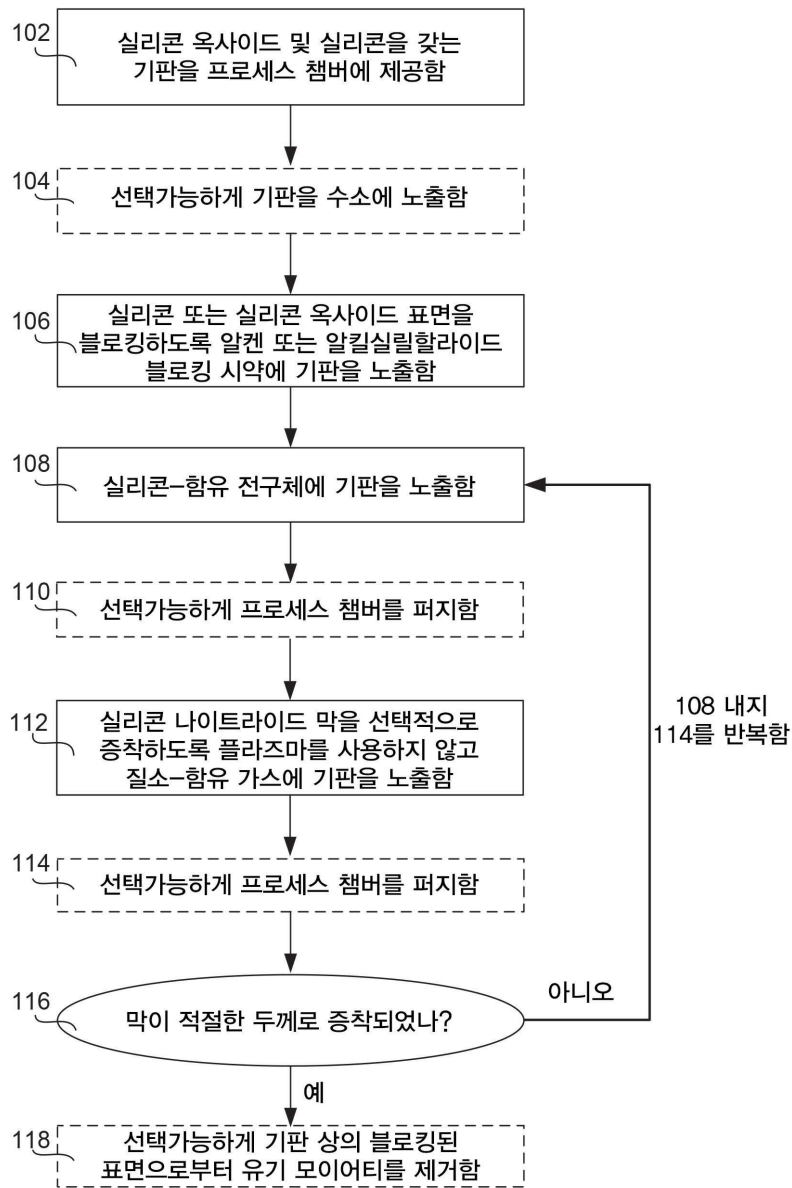 102
실리콘 옥사이드 및 실리콘을 갖는
기판을 프로세스 챔버에 제공함
104
선택가능하게 기판을 수소에 노출함
106
실리콘 또는 실리콘 옥사이드 표면을
블로킹하도록 알켄 또는 알킬실릴할라이드
블로킹 시약에 기판을 노출함
108
실리콘-함유 전구체에 기판을 노출함
110
선택가능하게 프로세스 챔버를 퍼지함
112
실리콘 나이트라이드 막을 선택적으로
증착하도록 플라즈마를 사용하지 않고
질소-함유 가스에 기판을 노출함
108 내지
114를 반복함
114
선택가능하게 프로세스 챔버를 퍼지함
116
막이 적절한 두께로 증착되었나?
아니오
예
118
선택가능하게 기판 상의 블로킹된
표면으로부터 유기 모이어티를 제거함